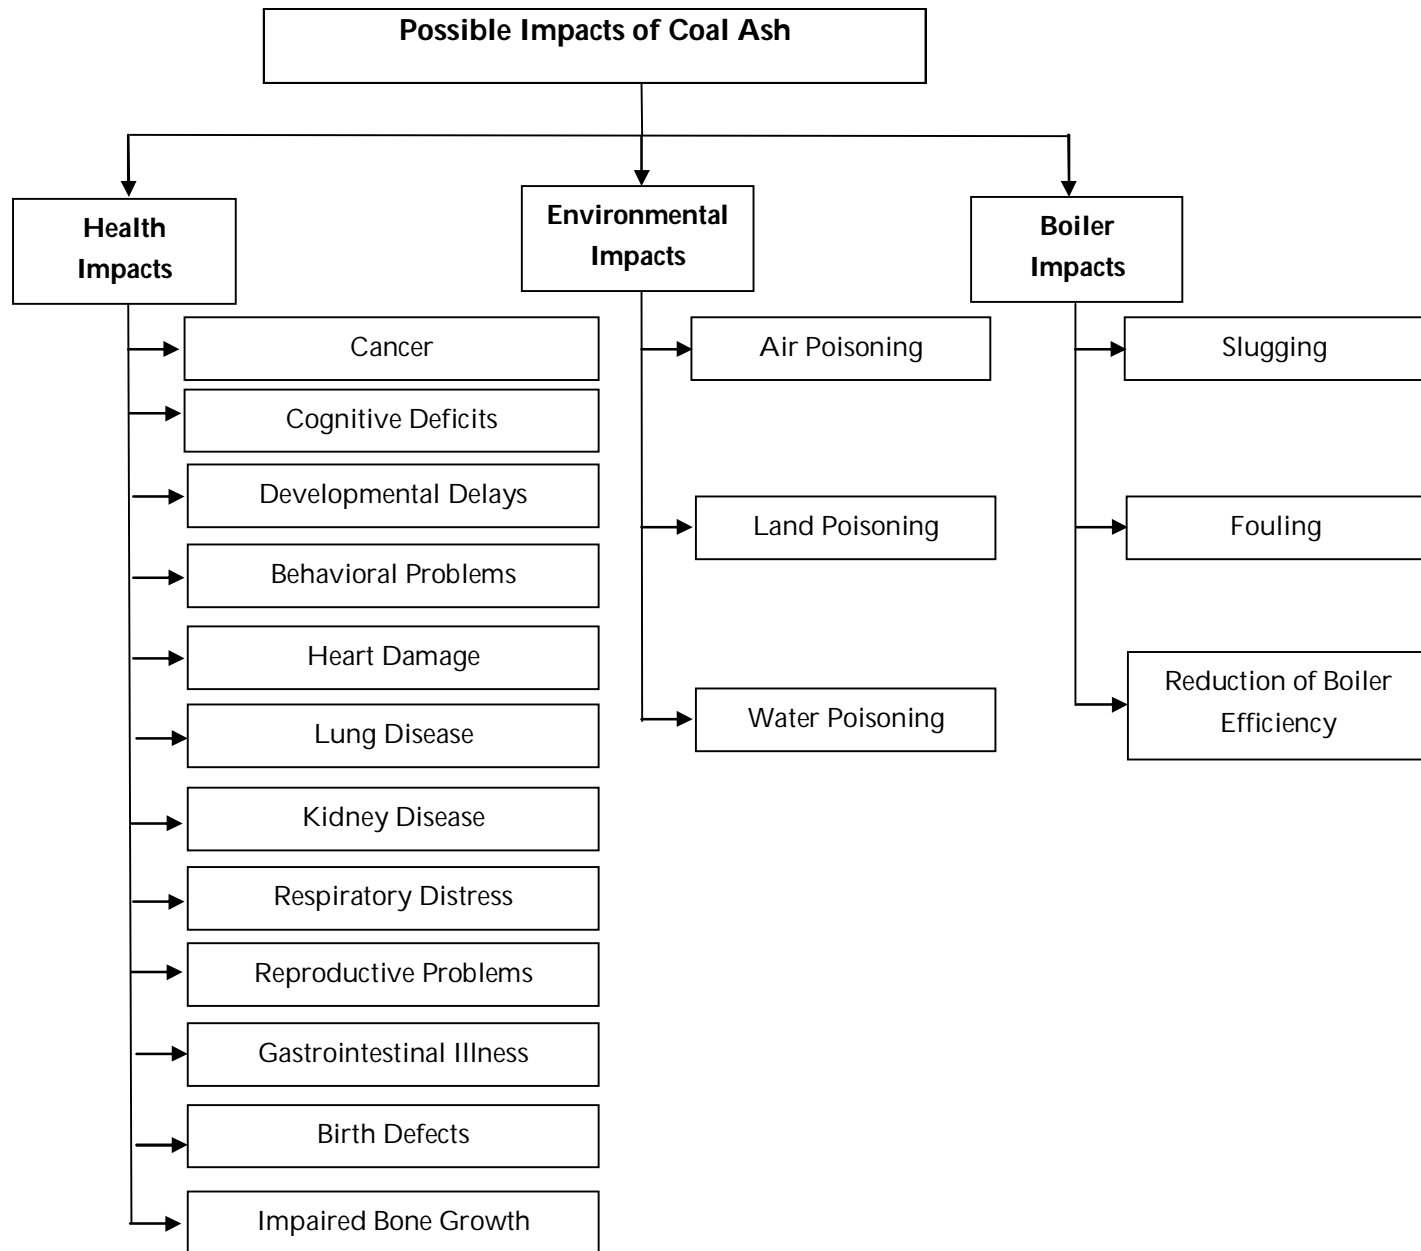 Possible Impacts of Coal Ash
Health
Impacts
Cancer
Cognitive Deficits
Developmental Delays
Behavioral Problems
Heart Damage
Lung Disease
Kidney Disease
Respiratory Distress
Reproductive Problems
Gastrointestinal Illness
Birth Defects
Impaired Bone Growth
Environmental
Impacts
Air Poisoning
Land Poisoning
Water Poisoning
Boiler
Impacts
Slugging
Fouling
Reduction of Boiler
Efficiency